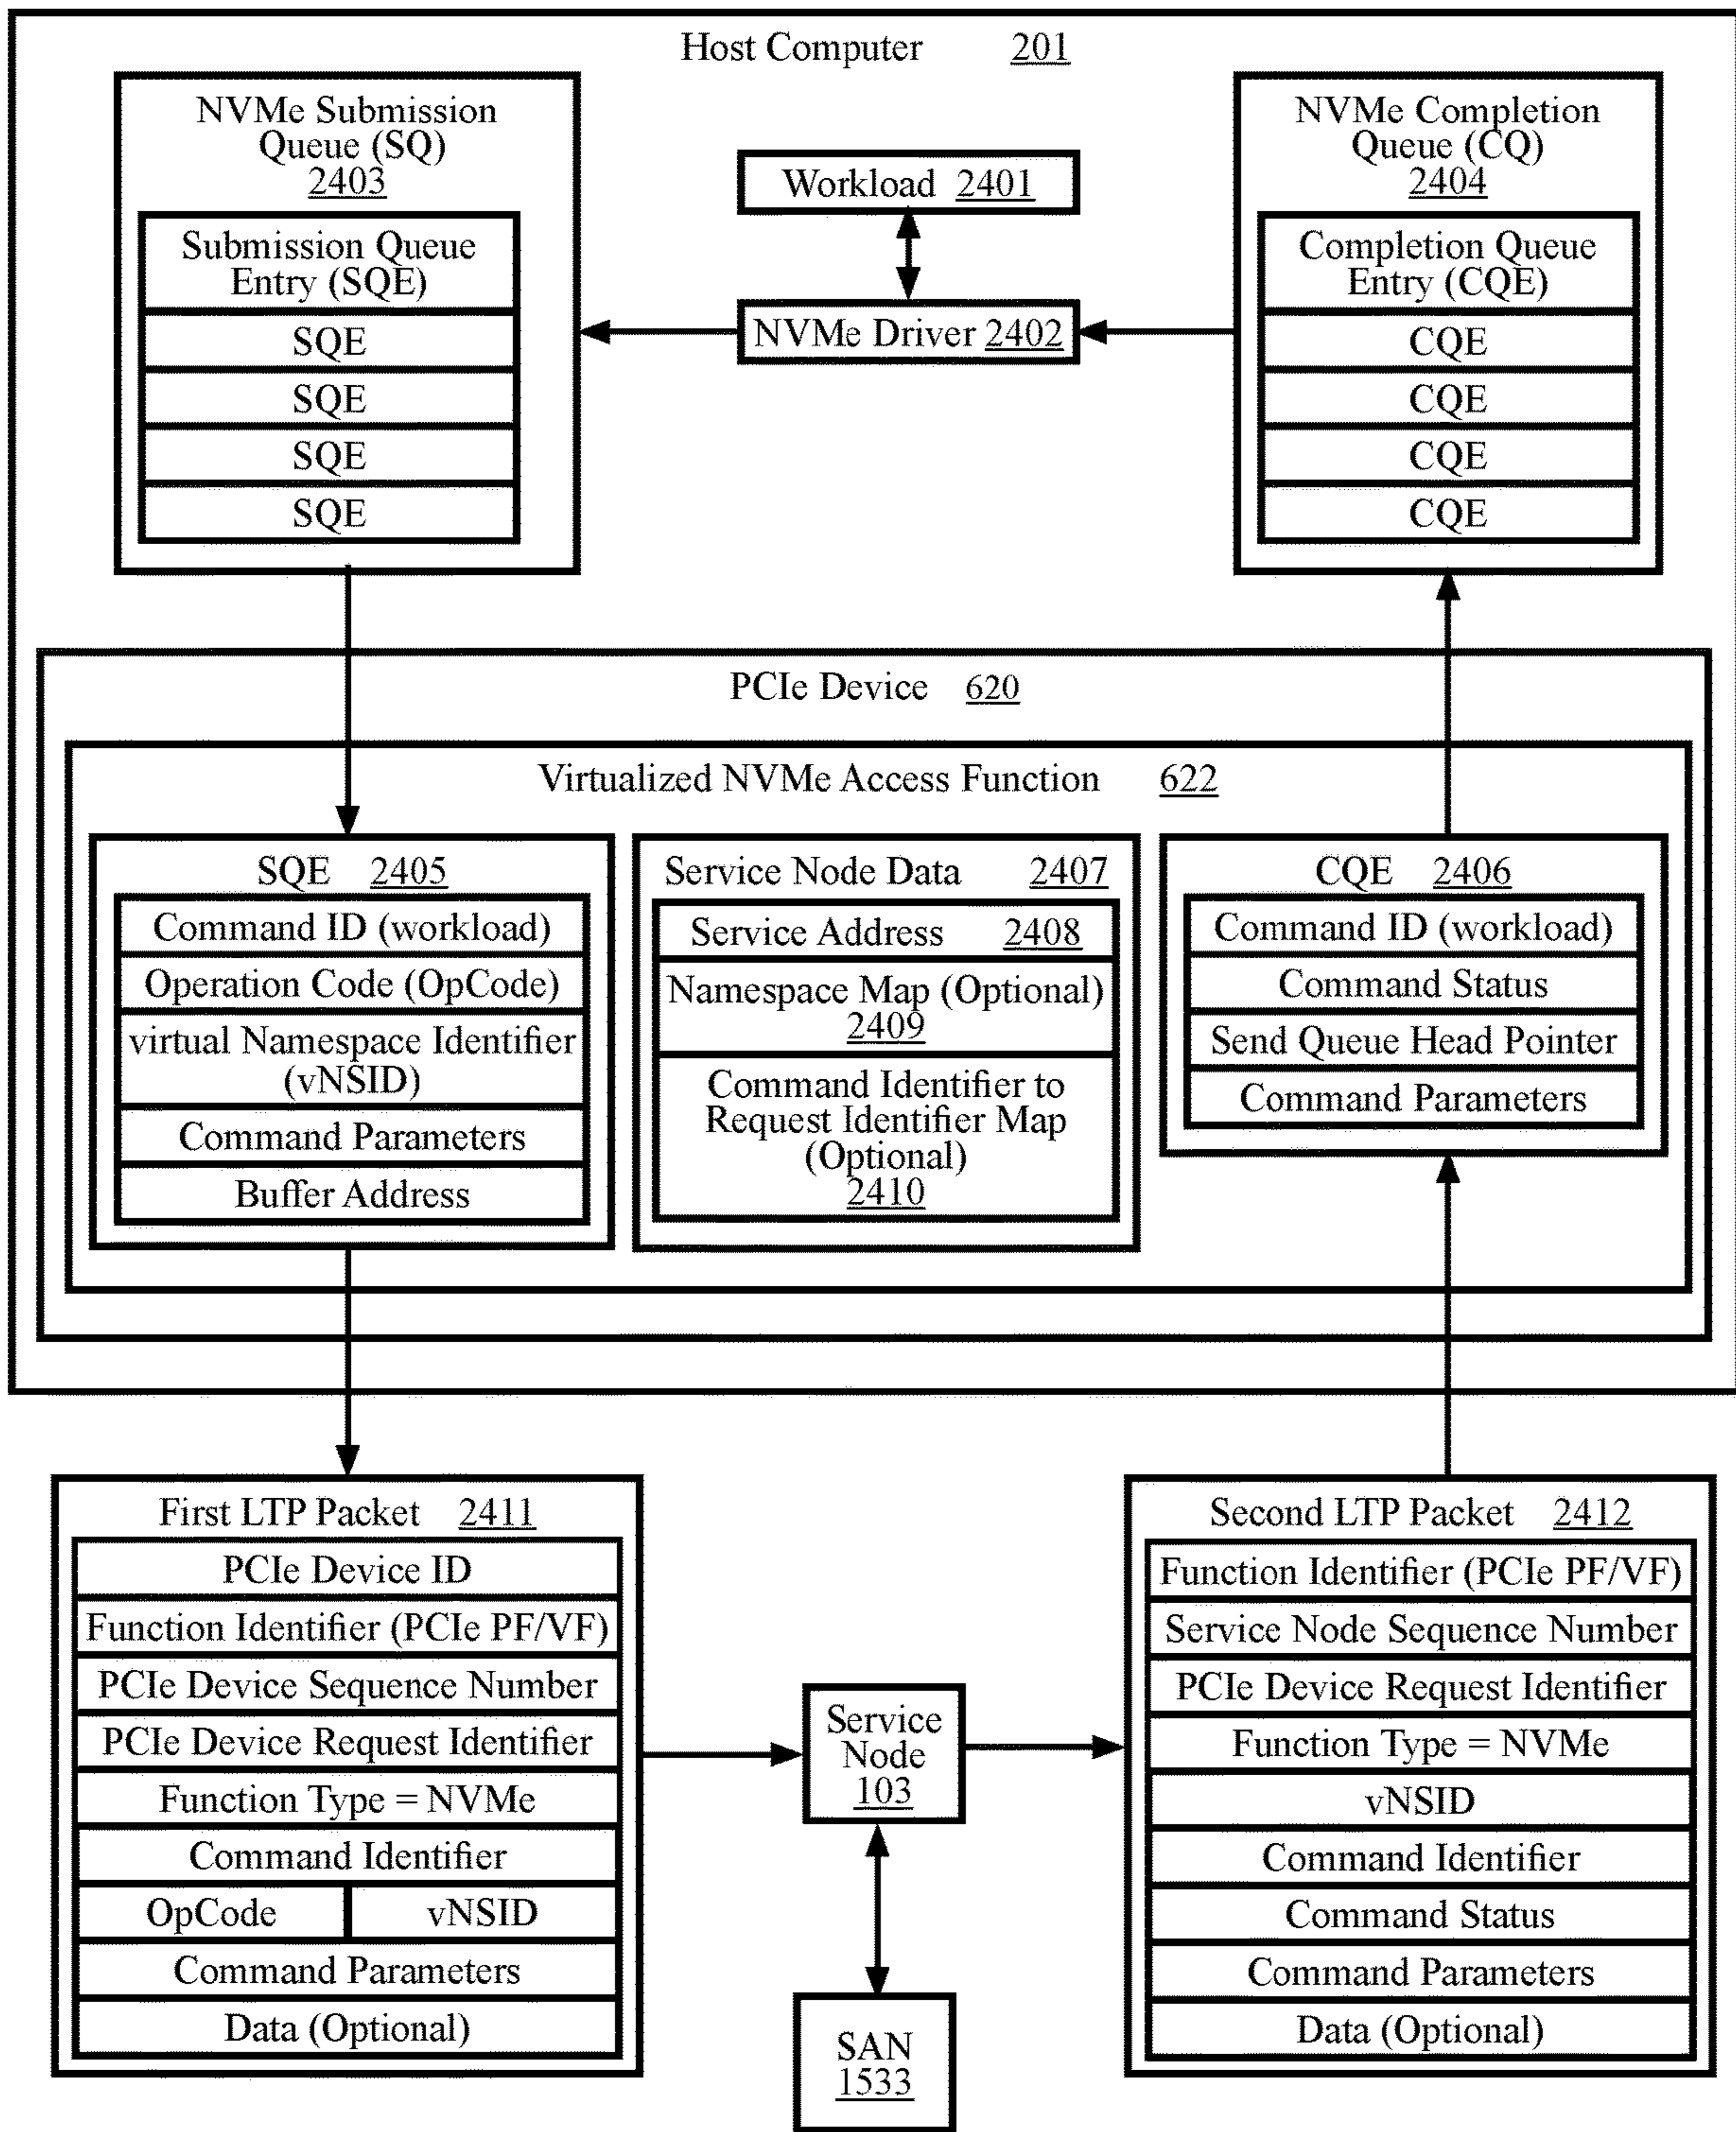 Host Computer 201
NVMe Submission
Queue (SQ)
2403
Submission Queue
Entry (SQE)
SQE
SQE
SQE
SQE
Workload 2401
NVMe Driver 2402
NVMe Completion
Queue (CQ)
2404
Completion Queue
Entry (CQE)
CQE
CQE
CQE
CQE
PCIe Device 620
Virtualized NVMe Access Function 622
SQE 2405
Command ID (workload)
Operation Code (OpCode)
virtual Namespace Identifier
(vNSID)
Command Parameters
Buffer Address
Service Node Data 2407
Service Address 2408
Namespace Map (Optional)
2409
Command Identifier to
Request Identifier Map
(Optional)
2410
CQE 2406
Command ID (workload)
Command Status
Send Queue Head Pointer
Command Parameters
First LTP Packet 2411
PCIe Device ID
Function Identifier (PCIe PF/VF)
PCIe Device Sequence Number
PCIe Device Request Identifier
Function Type = NVMe
Command Identifier
OpCode vNSID
Command Parameters
Data (Optional)
Service
Node
103
SAN
1533
Second LTP Packet 2412
Function Identifier (PCIe PF/VF)
Service Node Sequence Number
PCIe Device Request Identifier
Function Type = NVMe
vNSID
Command Identifier
Command Status
Command Parameters
Data (Optional)